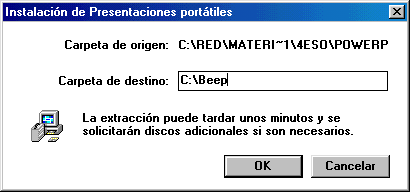 Instalación de Presentaciones portátiles
Carpeta de origen: C:\RED\MATERI~1\4ESO\POWERP
Carpeta de destino: C:\Beep
La extracción puede tardar unos minutos y se
solicitarán discos adicionales si son necesarios.
OK Cancelar